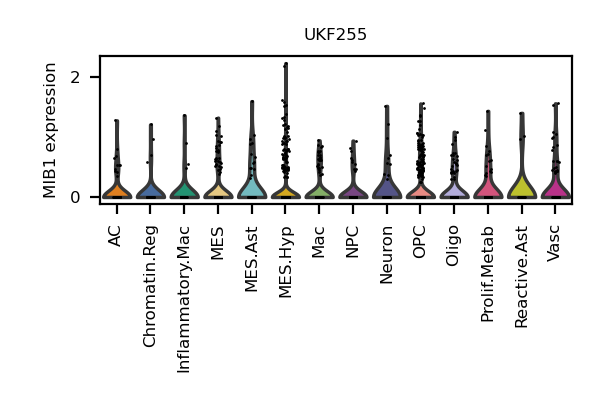 UKF255
MIB1 expression
2
0
AC
Chromatin.Reg
Inflammatory.Mac
MES
MES.Ast
MES.Hyp
Mac
NPC
Neuron
OPC
Oligo
Prolif.Metab
Reactive.Ast
Vasc